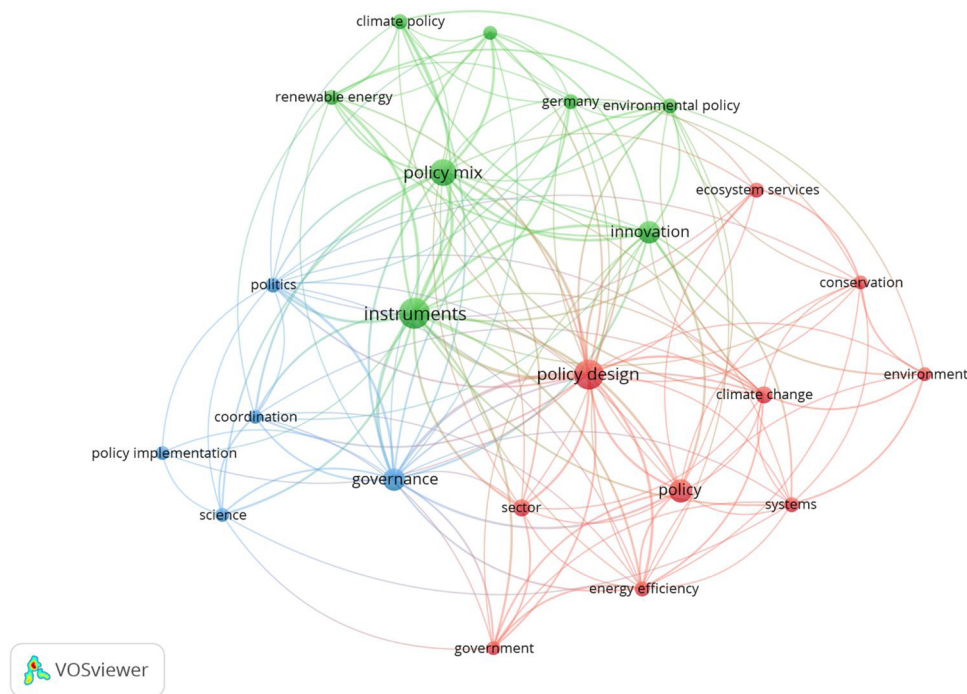 climate policy
renewable energy
germany
environmental policy
policy mix
ecosystem services
innovation
politics
conservation
instruments
policy design
environment
climate change
coordination
policy implementation
governance
policy
sector
systems
science
energy efficiency
government
VOSviewer